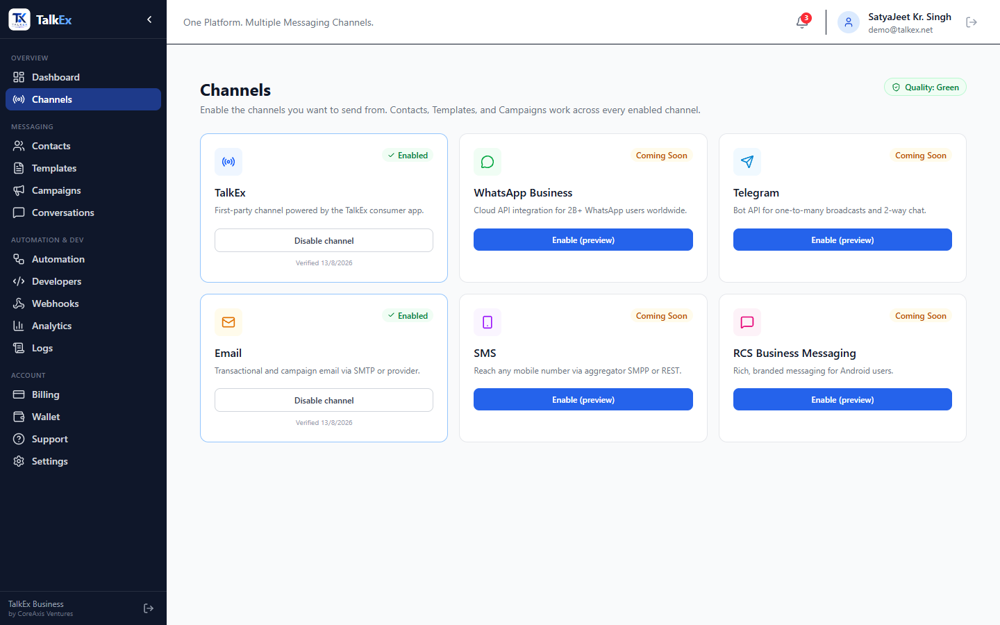 TalkEx
One Platform. Multiple Messaging Channels.
3
SatyaJeet Kr. Singh
demo@talkex.net
OVERVIEW
Dashboard
Channels
MESSAGING
Contacts
Templates
Campaigns
Conversations
AUTOMATION & DEV
Automation
Developers
Webhooks
Analytics
Logs
ACCOUNT
Billing
Wallet
Support
Settings
TalkEx Business
by CoreAxis Ventures
Channels
Quality: Green
Enable the channels you want to send from. Contacts, Templates, and Campaigns work across every enabled channel.
Enabled
TalkEx
First-party channel powered by the TalkEx consumer app.
Disable channel
Verified 13/8/2026
Coming Soon
WhatsApp Business
Cloud API integration for 2B+ WhatsApp users worldwide.
Enable (preview)
Coming Soon
Telegram
Bot API for one-to-many broadcasts and 2-way chat.
Enable (preview)
Enabled
Email
Transactional and campaign email via SMTP or provider.
Disable channel
Verified 13/8/2026
Coming Soon
SMS
Reach any mobile number via aggregator SMPP or REST.
Enable (preview)
Coming Soon
RCS Business Messaging
Rich, branded messaging for Android users.
Enable (preview)